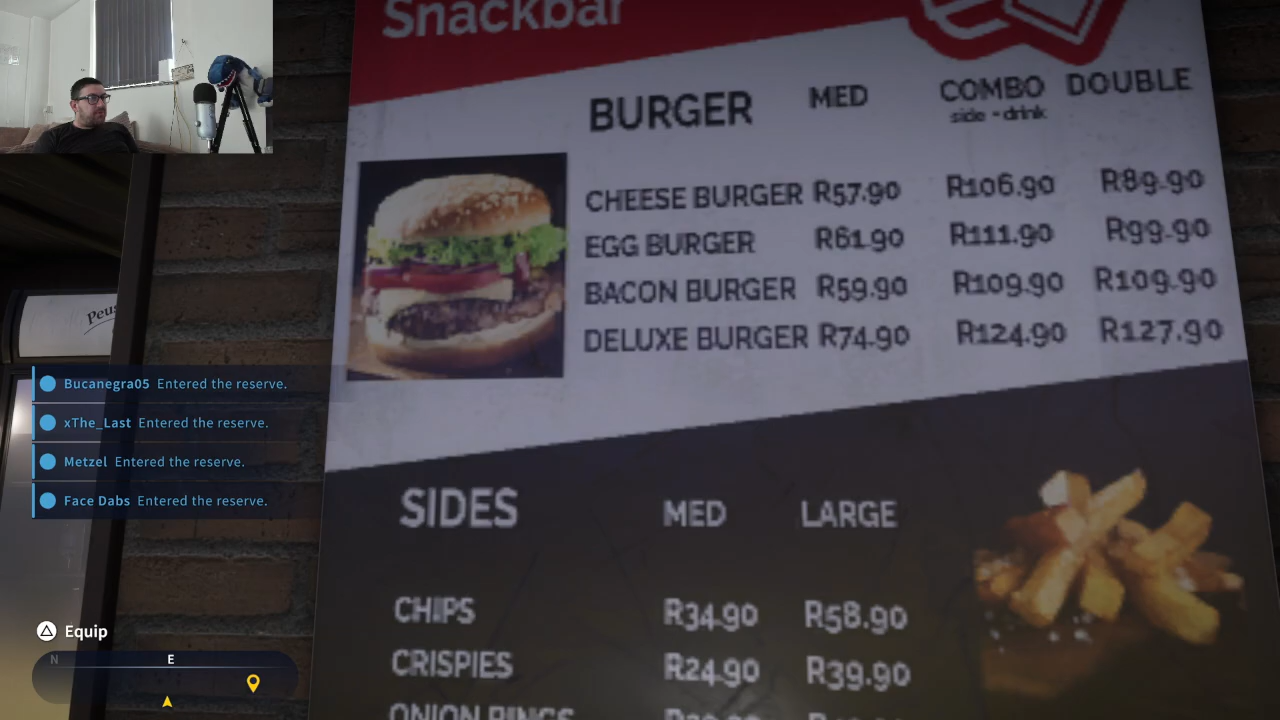 Snackbar
BURGER MED COMBO DOUBLE
side - drink
CHEESE BURGER R57.90 R106.90 R89.90
EGG BURGER R61.90 R111.90 R99.90
BACON BURGER R59.90 R109.90 R109.90
DELUXE BURGER R74.90 R124.90 R127.90
Bucanegra05 Entered the reserve.
xThe_Last Entered the reserve.
Metzel Entered the reserve.
Face Dabs Entered the reserve.
SIDES MED LARGE
CHIPS R34.90 R58.90
CRISPIES R24.90 R39.90
ONION RINGS
Equip
N E